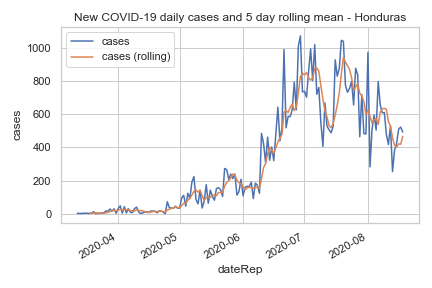 New COVID-19 daily cases and 5 day rolling mean - Honduras
cases
cases (rolling)
1000
800
600
400
200
0
cases
2020-04
2020-05
2020-06
2020-07
2020-08
dateRep